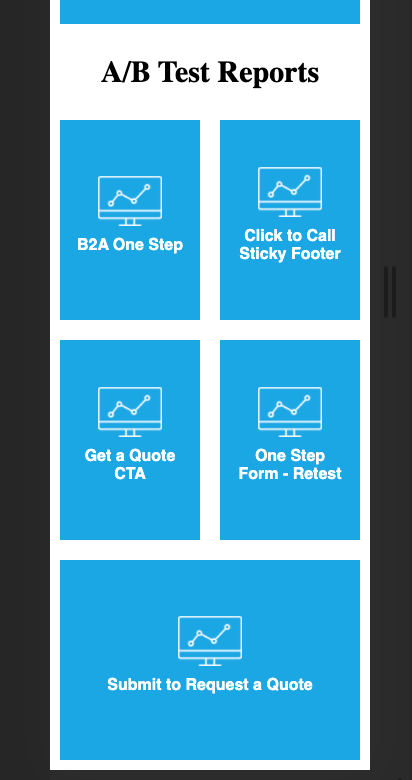 A/B Test Reports
B2A One Step
Click to Call
Sticky Footer
Get a Quote
CTA
One Step
Form - Retest
Submit to Request a Quote